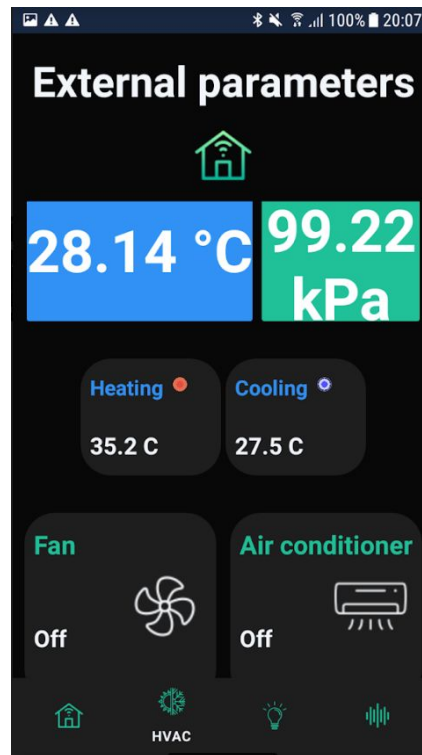 100% 20:07
External parameters
28.14 °C
99.22
kPa
Heating
Cooling
35.2 C
27.5 C
Fan
Air conditioner
Off
Off
HVAC